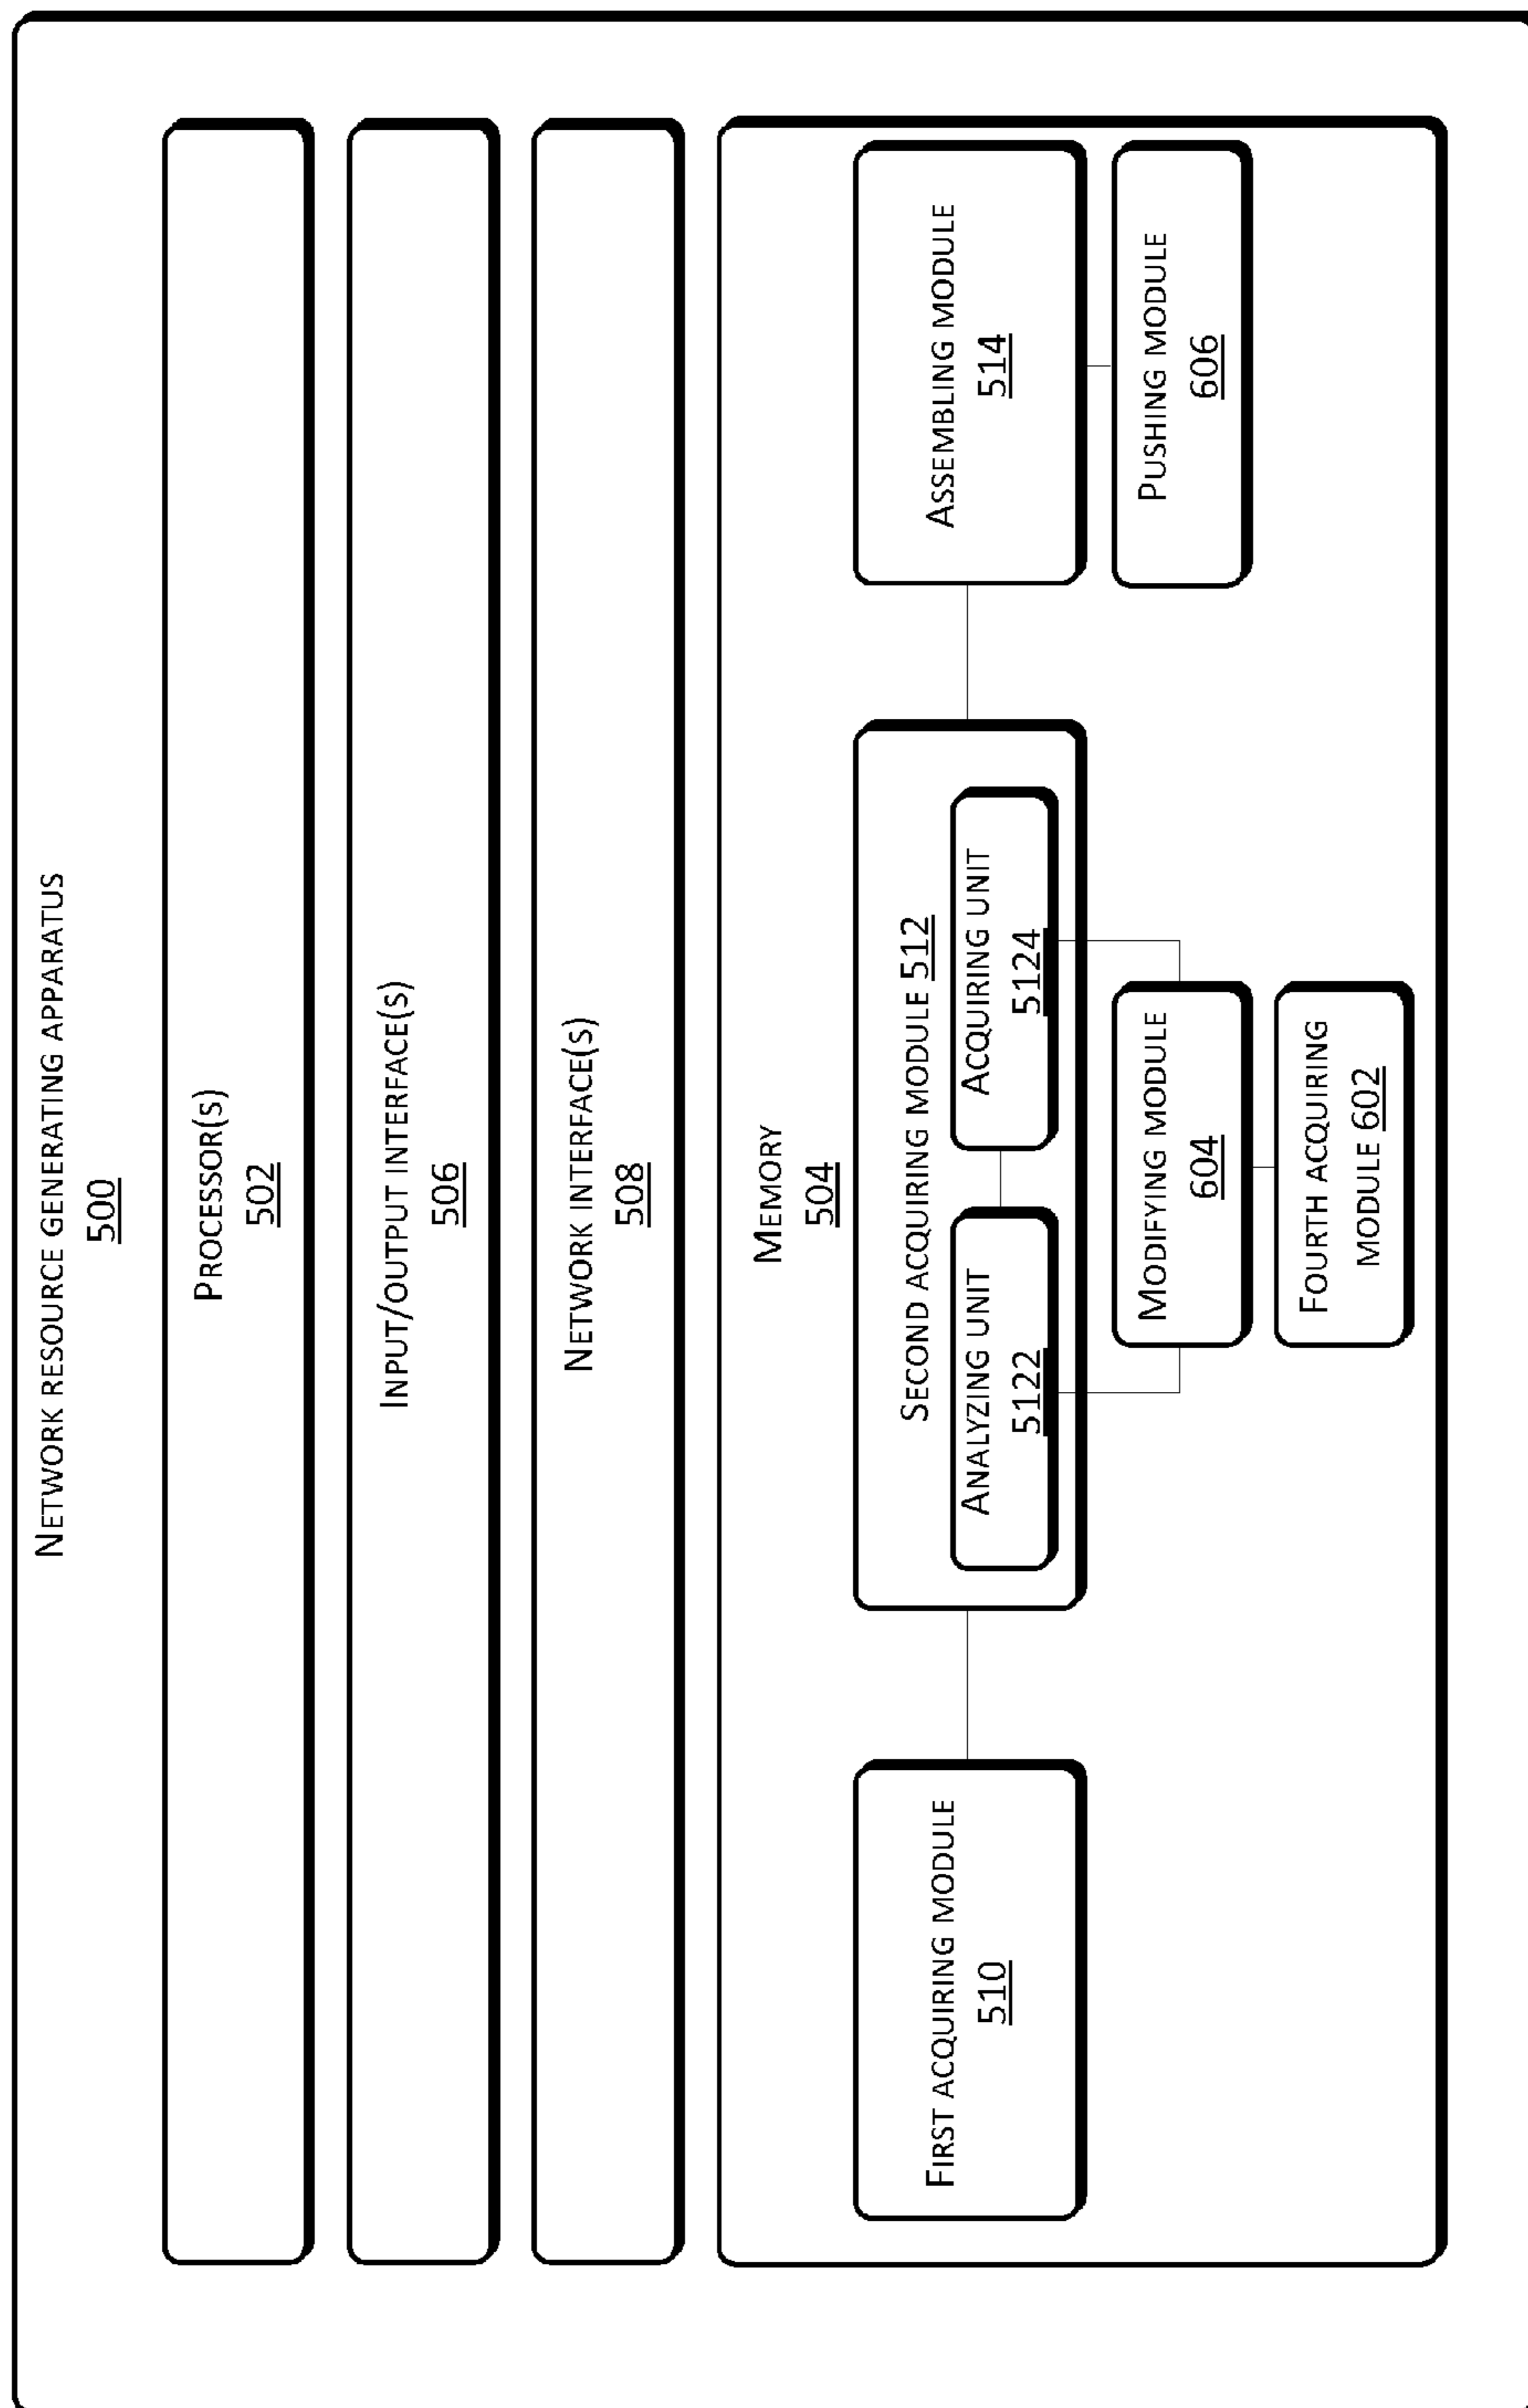 Network resource generating apparatus
500
Processor(s)
502
Input/output interface(s)
506
Network interface(s)
508
Memory
504
First acquiring module
510
Second acquiring module 512
Analyzing unit
5122
Acquiring unit
5124
Assembling module
514
Modifying module
604
Pushing module
606
Fourth acquiring
module 602